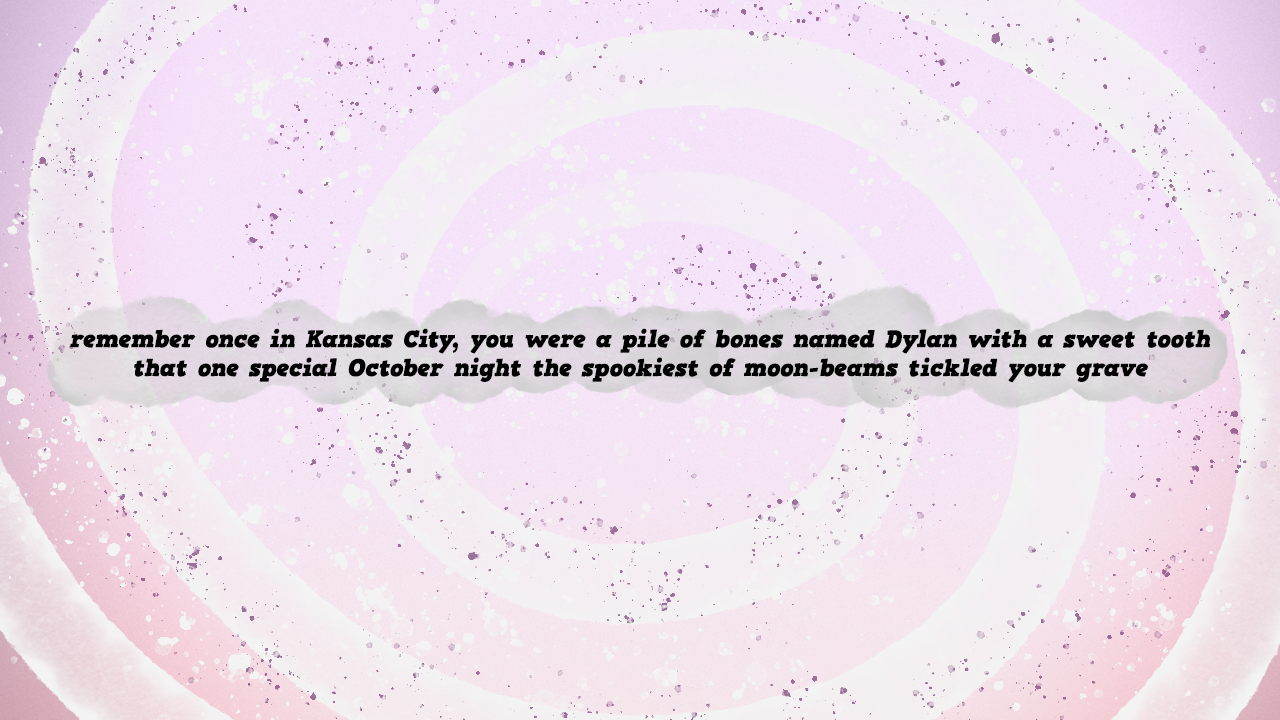 remember once in Kansas City, you were a pile of bones named Dylan with a sweet tooth
that one special October night the spookiest of moon-beams tickled your grave